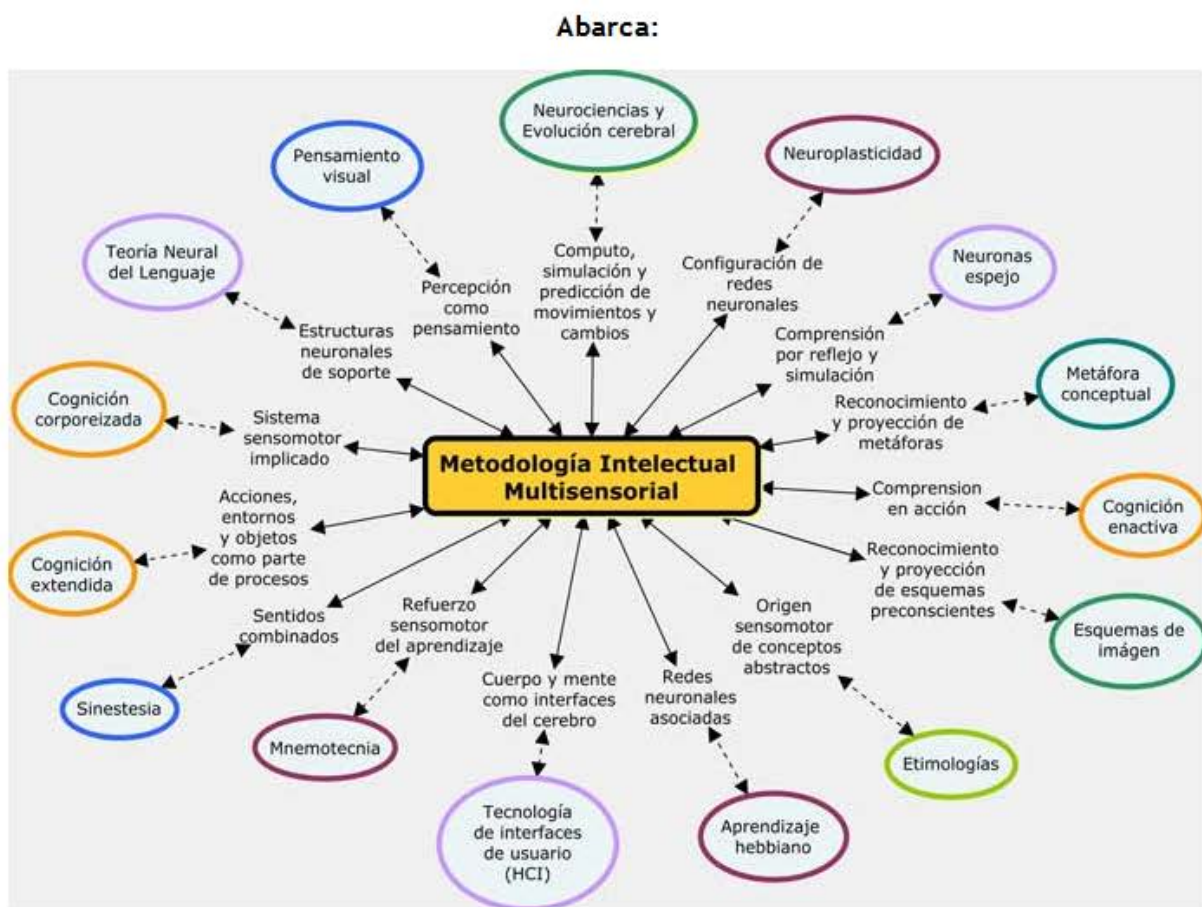 Abarca:
Neurociencias y
Evolución cerebral
Pensamiento
visual
Neuroplasticidad
Teoría Neural
del Lenguaje
Neuronas
espejo
Computo,
simulación y
predicción de
movimientos y
cambios
Configuración de
redes
neuronales
Percepción
como
pensamiento
Estructuras
neuronales
de soporte
Comprensión
por reflejo y
simulación
Metáfora
conceptual
Cognición
corporeizada
Sistema
sensomotor
implicado
Reconocimiento
y proyección de
metáforas
Metodología Intelectual
Multisensorial
Comprension
en acción
Cognición
enactiva
Acciones,
entornos
y objetos
como parte
de procesos
Cognición
extendida
Reconocimiento
y proyección
de esquemas
preconscientes
Esquemas de
imágen
Sentidos
combinados
Refuerzo
sensomotor
del aprendizaje
Origen
sensomotor
de conceptos
abstractos
Cuerpo y mente
como interfaces
del cerebro
Redes
neuronales
asociadas
Sinestesia
Mnemotecnia
Etimologías
Tecnología
de interfaces
de usuario
(HCI)
Aprendizaje
hebbiano